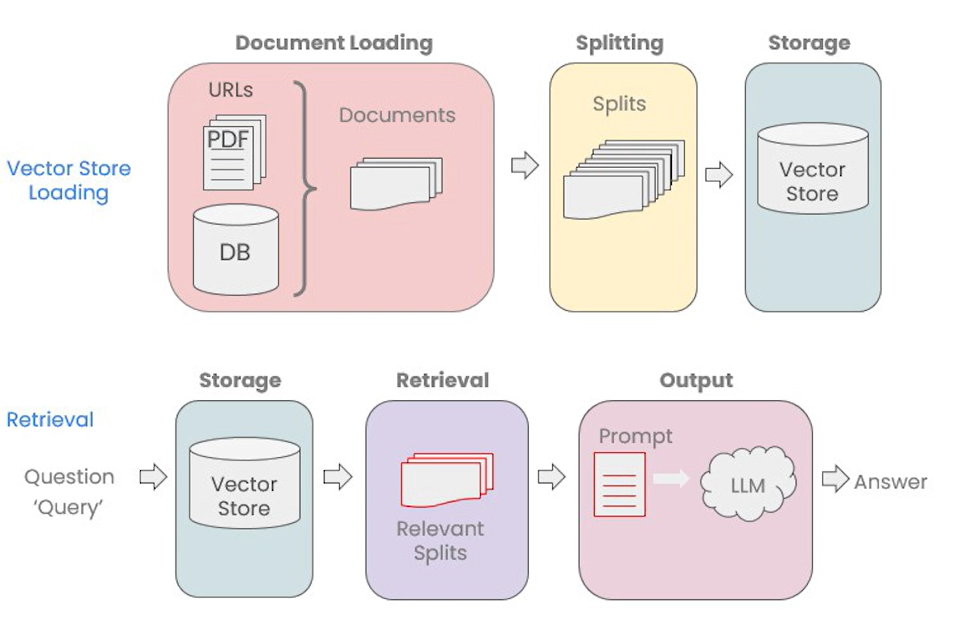 Document Loading
Splitting
Storage
URLs
PDF
DB
Documents
Splits
Vector
Store
Vector Store
Loading
Storage
Retrieval
Output
Retrieval
Question
‘Query’
Vector
Store
Relevant
Splits
Prompt
LLM
Answer